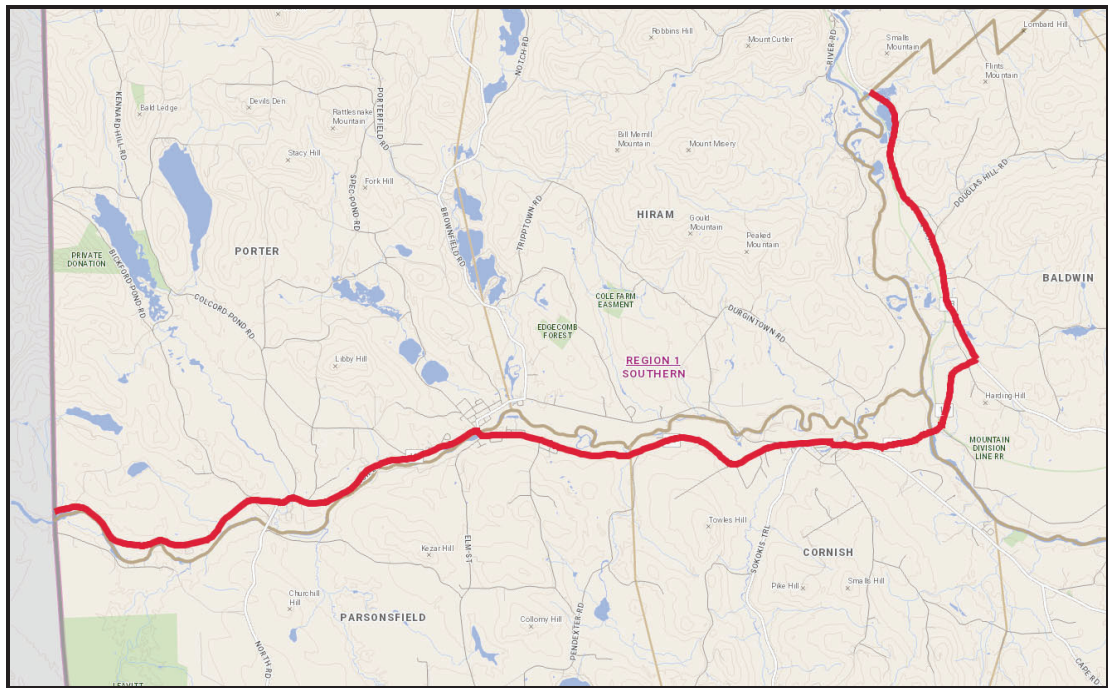 Lombard Hill
Robbins Hill
Mount Cutler
RIVER-RD
Smalls
Mountain
NOTCH-RD
Flints
Mountain
Devils Den
Bald Ledge
KENNARD-HILL-RD
PORTERFIELD RD
Rattlesnake
Mountain
Bill Merrill
Mountain
Mount Misery
Stacy Hill
SPEC-POND-RD
Fork Hill
DOUGLAS-HILL-RD
BROWNFIELD-RD
TRIPPTOWN-RD
HIRAM
Gould
Mountain
Peaked
Mountain
PRIVATE
DONATION
BICKFORD-POND-RD
PORTER
BALDWIN
COLCORD-POND-RD
COLE FARM
EASMENT
EDGECOMB
FOREST
DURGINTOWN-RD
Libby Hill
REGION 1
SOUTHERN
Harding-Hill
MOUNTAIN
DIVISION
LINE RR
Towles Hill
Kezar Hill
ELM-ST
SOKOKIS-TRL
CORNISH
Pike Hill
Smalls Hill
Churchill
Hill
PARSONSFIELD
Collomy Hill
PENDEXTER-RD
NORTH-RD
CAPE-RD
LEAVITT